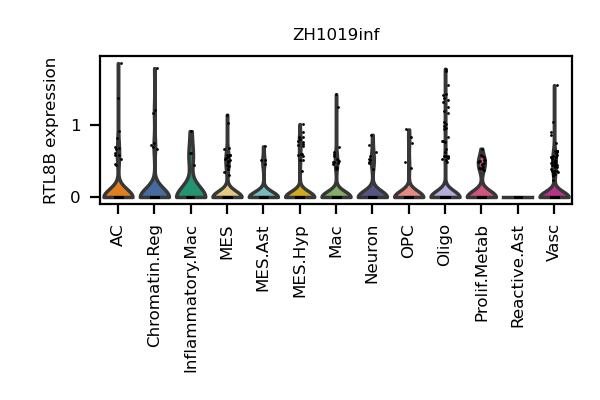 ZH1019inf
RTL8B expression
1
0
AC
Chromatin.Reg
Inflammatory.Mac
MES
MES.Ast
MES.Hyp
Mac
Neuron
OPC
Oligo
Prolif.Metab
Reactive.Ast
Vasc